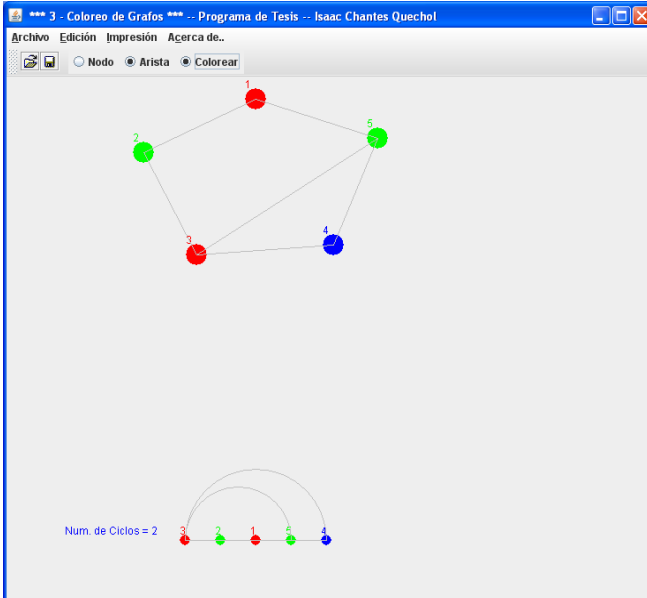 *** 3 - Coloreo de Grafos *** -- Programa de Tesis -- Isaac Chantes Quechol
Archivo Edición Impresión Acerca de..
Nodo Arista Colorear
1
2
5
3
4
Num. de Ciclos = 2
3 2 1 5 4